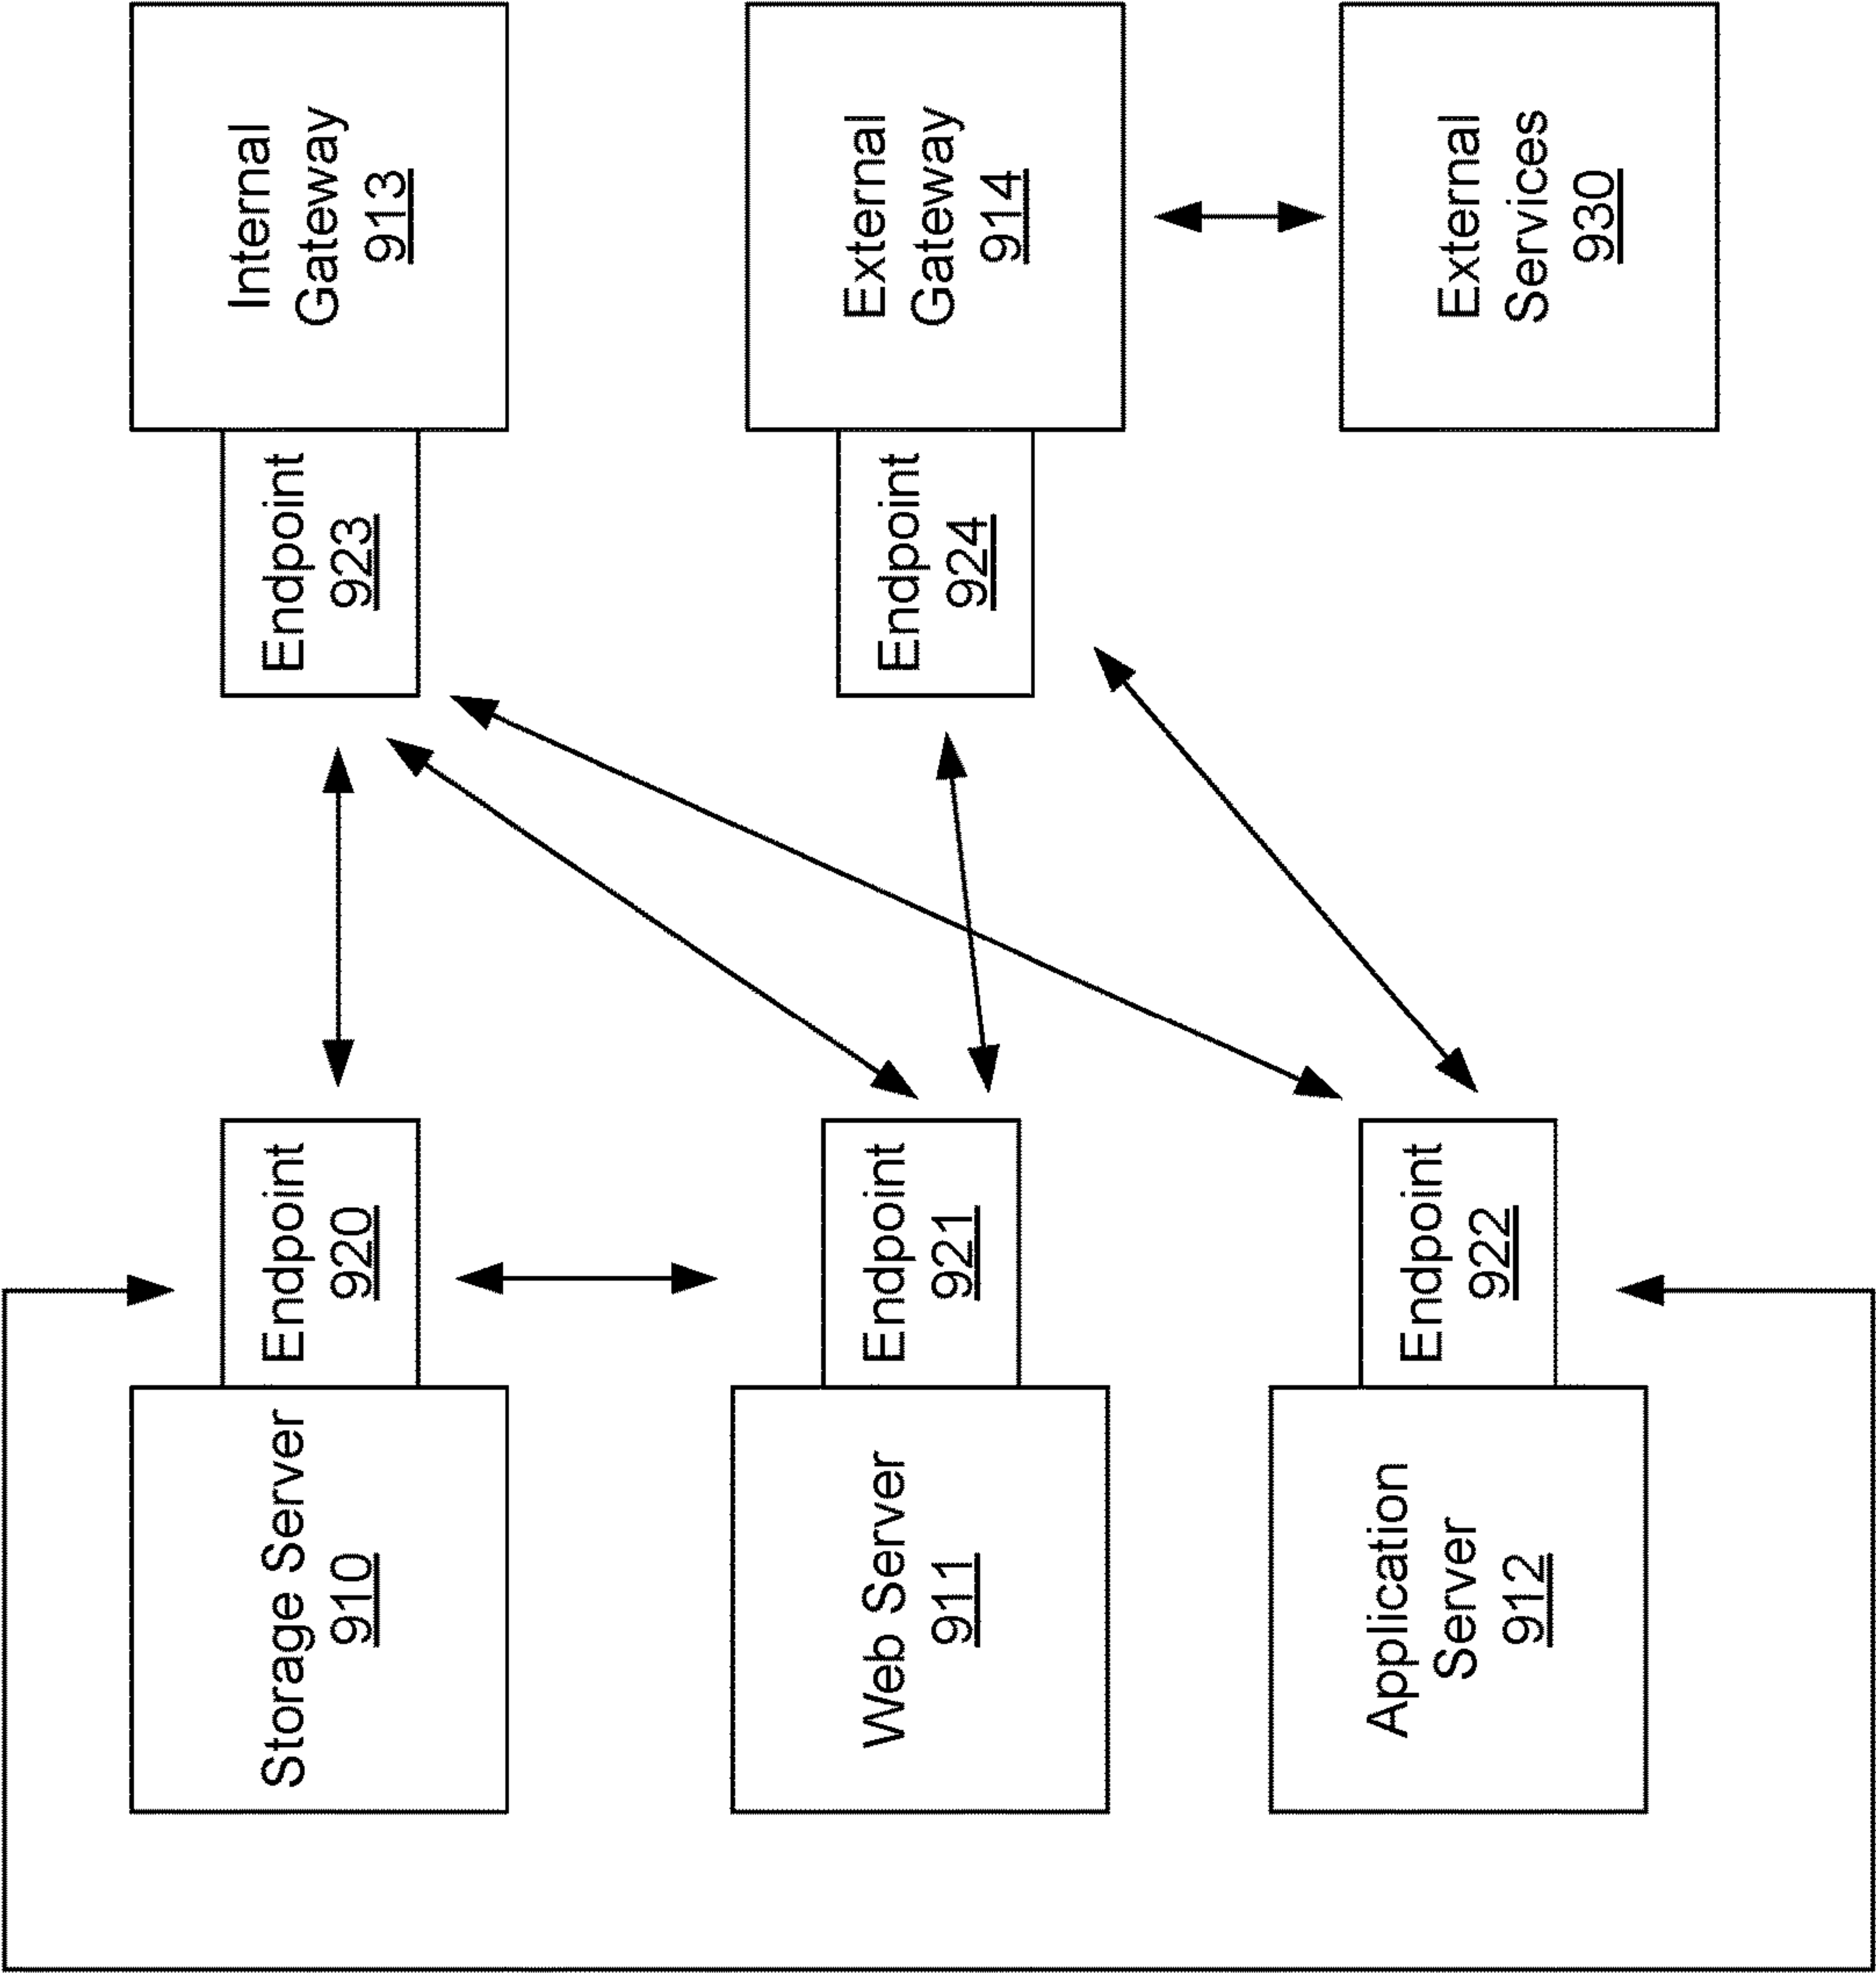 Storage Server
910
Endpoint
920
Endpoint
923
Internal
Gateway
913
Web Server
911
Endpoint
921
Endpoint
924
External
Gateway
914
Application
Server
912
Endpoint
922
External
Services
930